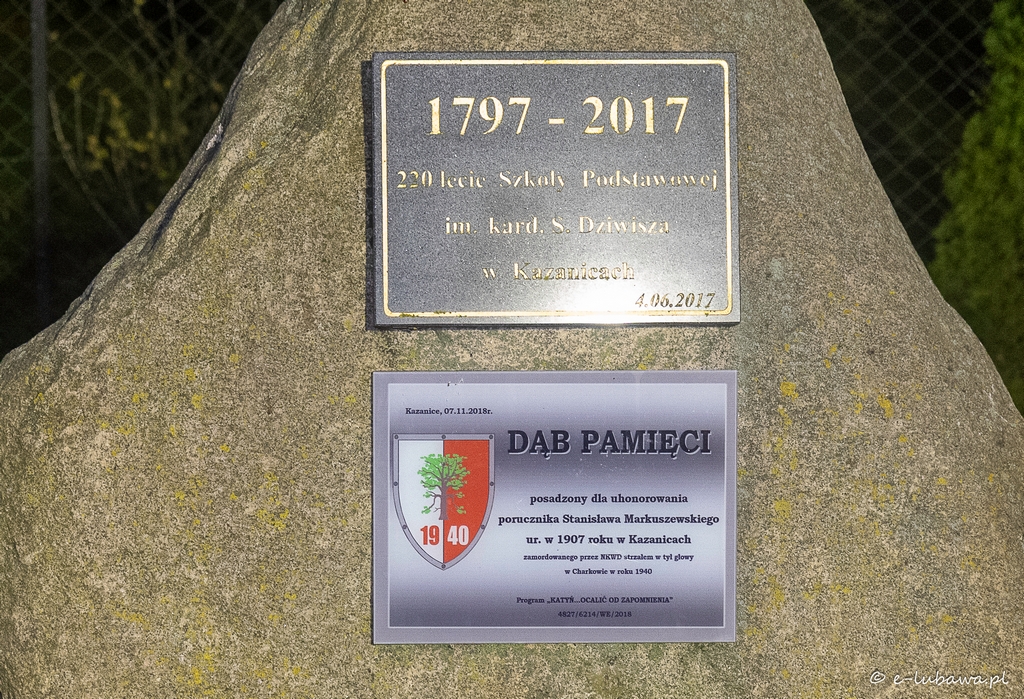 1797 - 2017
220 lecie Szkoły Podstawowej
im. kard. S. Dziwisza
w Kazanicach
4.06.2017
Kazanice, 07.11.2018r.
DĄB PAMIĘCI
19 40
posadzony dla uhonorowania
porucznika Stanisława Markuszewskiego
ur. w 1907 roku w Kazanicach
zamordowanego przez NKWD strzałem w tył głowy
w Charkowie w roku 1940
Program „KATYŃ...OCALIĆ OD ZAPOMNIENIA"
4827/6214/WE/2018
© e-lubawa.pl